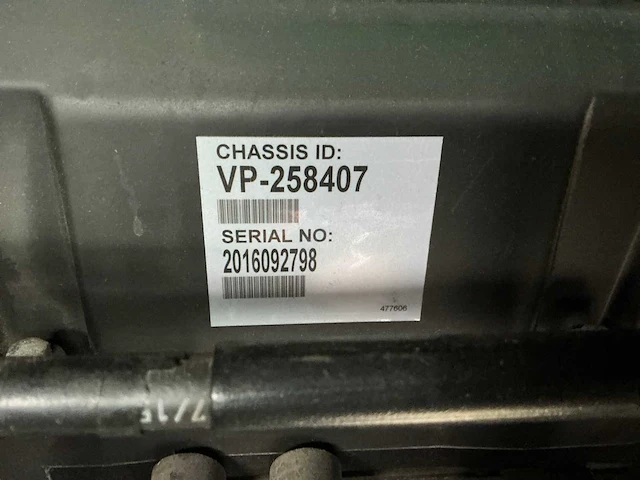 CHASSIS ID:
VP-258407
SERIAL NO:
2016092798
477606